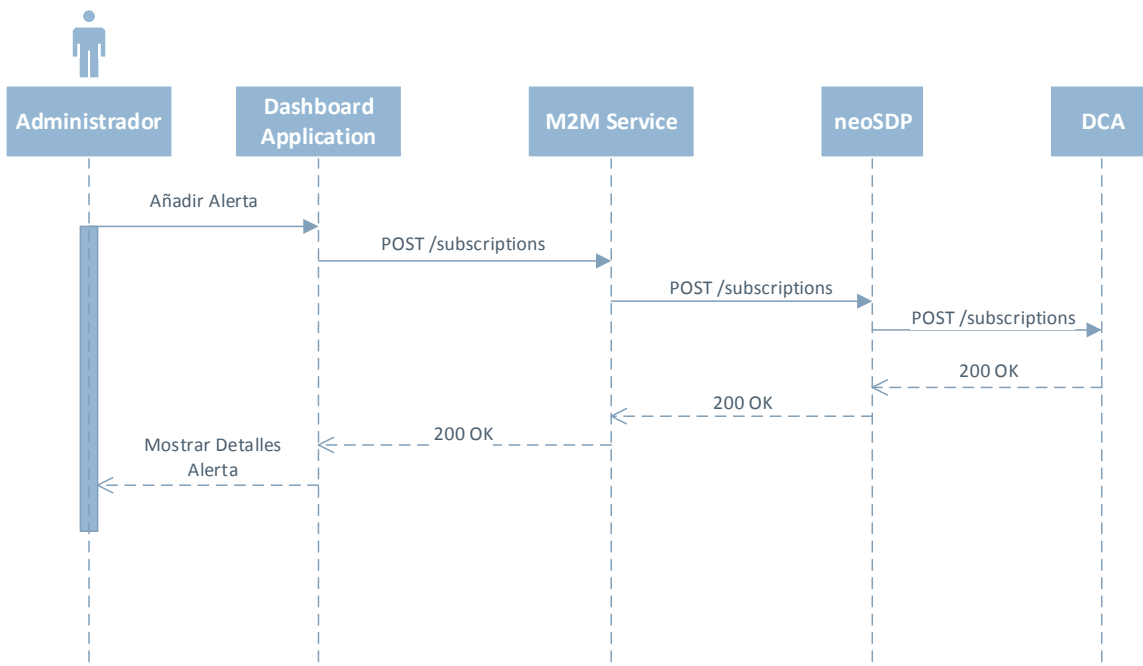 Administrador
Dashboard
Application
M2M Service
neoSDP
DCA
Añadir Alerta
POST /subscriptions
POST /subscriptions
POST /subscriptions
200 OK
200 OK
200 OK
Mostrar Detalles
Alerta